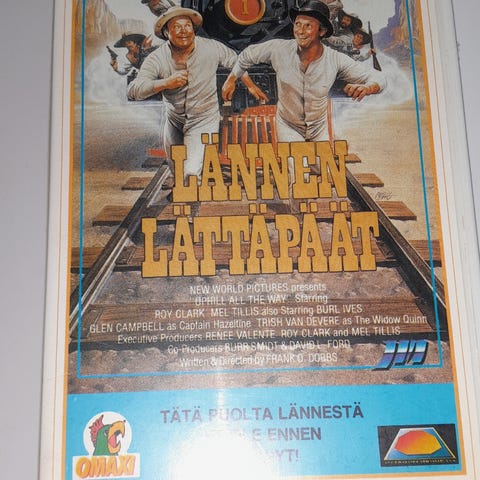 1
LÄNNEN
LÄTTÄPÄÄT
NEW WORLD PICTURES presents
"UPHILL ALL THE WAY" Starring
ROY CLARK MEL TILLIS also Starring BURL IVES
GLEN CAMPBELL as Captain Hazeltine TRISH VAN DEVERE as The Widow Quinn
Executive Producers RENEE VALENTE, ROY CLARK and MEL TILLIS
Co-Producers BURR SMIDT & DAVID L. FORD
Written & Directed by FRANK Q. DOBBS
TÄTÄ PUOLTA LÄNNESTÄ
ENNEN
OMAXI